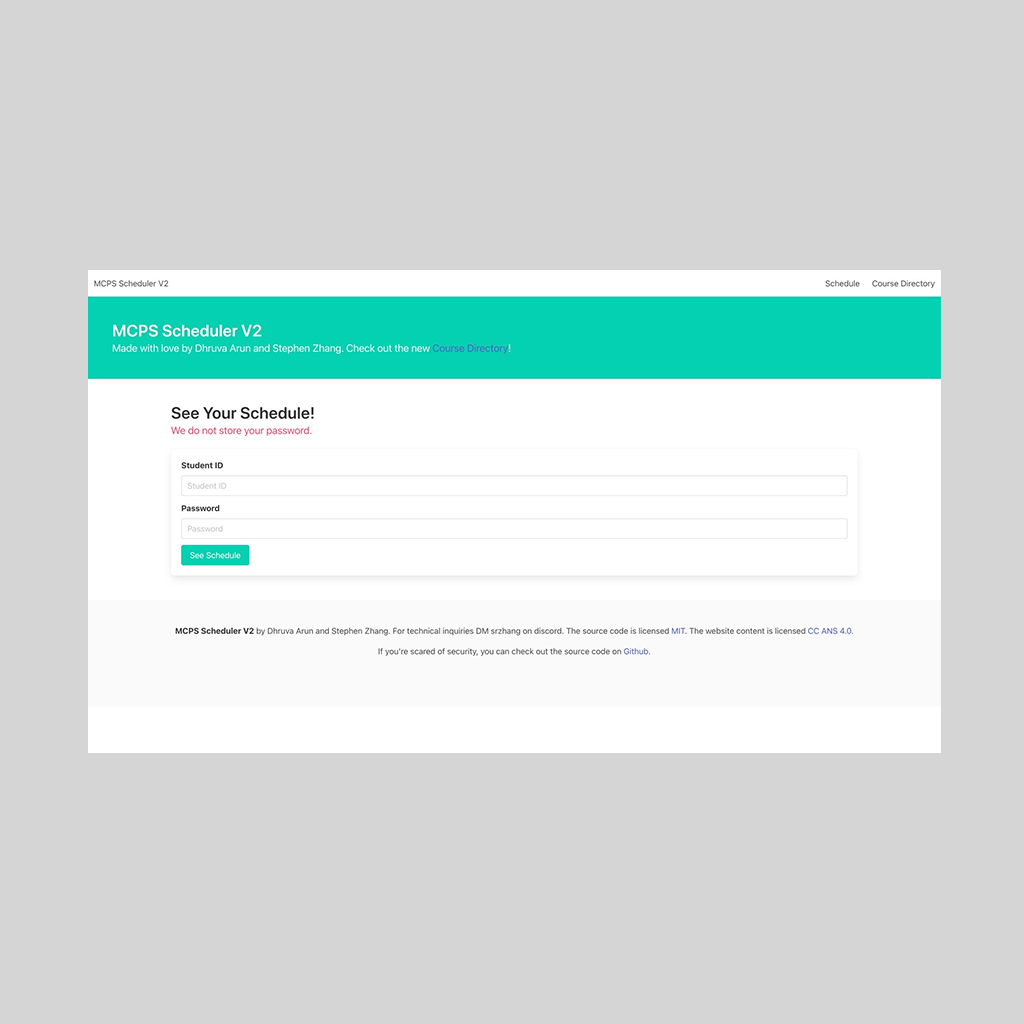 MCPS Scheduler V2
Schedule
Course Directory
MCPS Scheduler V2
Made with love by Dhruva Arun and Stephen Zhang. Check out the new Course Directory!
See Your Schedule!
We do not store your password.
Student ID
Student ID
Password
Password
See Schedule
MCPS Scheduler V2 by Dhruva Arun and Stephen Zhang. For technical inquiries DM srzhang on discord. The source code is licensed MIT. The website content is licensed CC ANS 4.0.
If you're scared of security, you can check out the source code on Github.